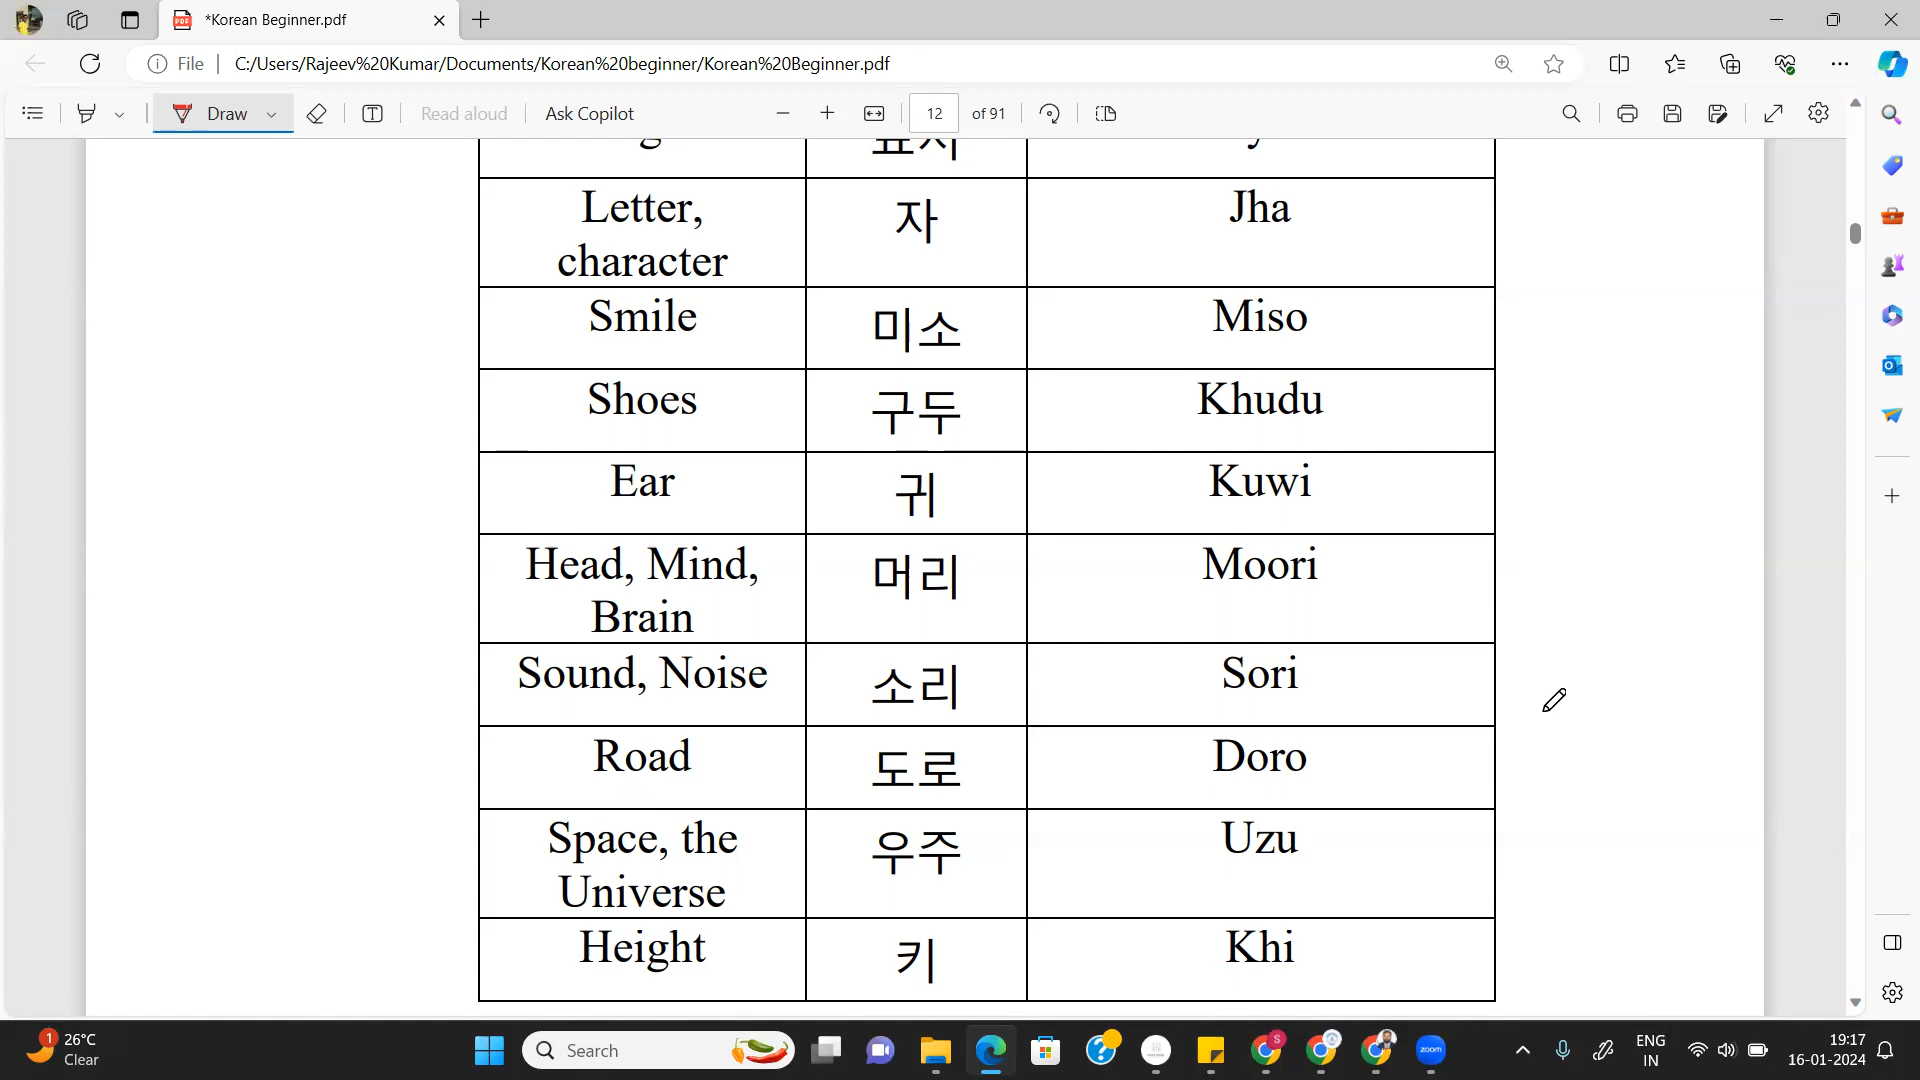 *Korean Beginner.pdf
File
C:/Users/Rajeev%20Kumar/Documents/Korean%20beginner/Korean%20Beginner.pdf
Draw
Read aloud
Ask Copilot
12 of 91
Letter, character 자 Jha
Smile 미소 Miso
Shoes 구두 Khudu
Ear 귀 Kuwi
Head, Mind, Brain 머리 Moori
Sound, Noise 소리 Sori
Road 도로 Doro
Space, the Universe 우주 Uzu
Height 키 Khi
1
26°C
Clear
Search
zoom
ENG
IN
19:17
16-01-2024